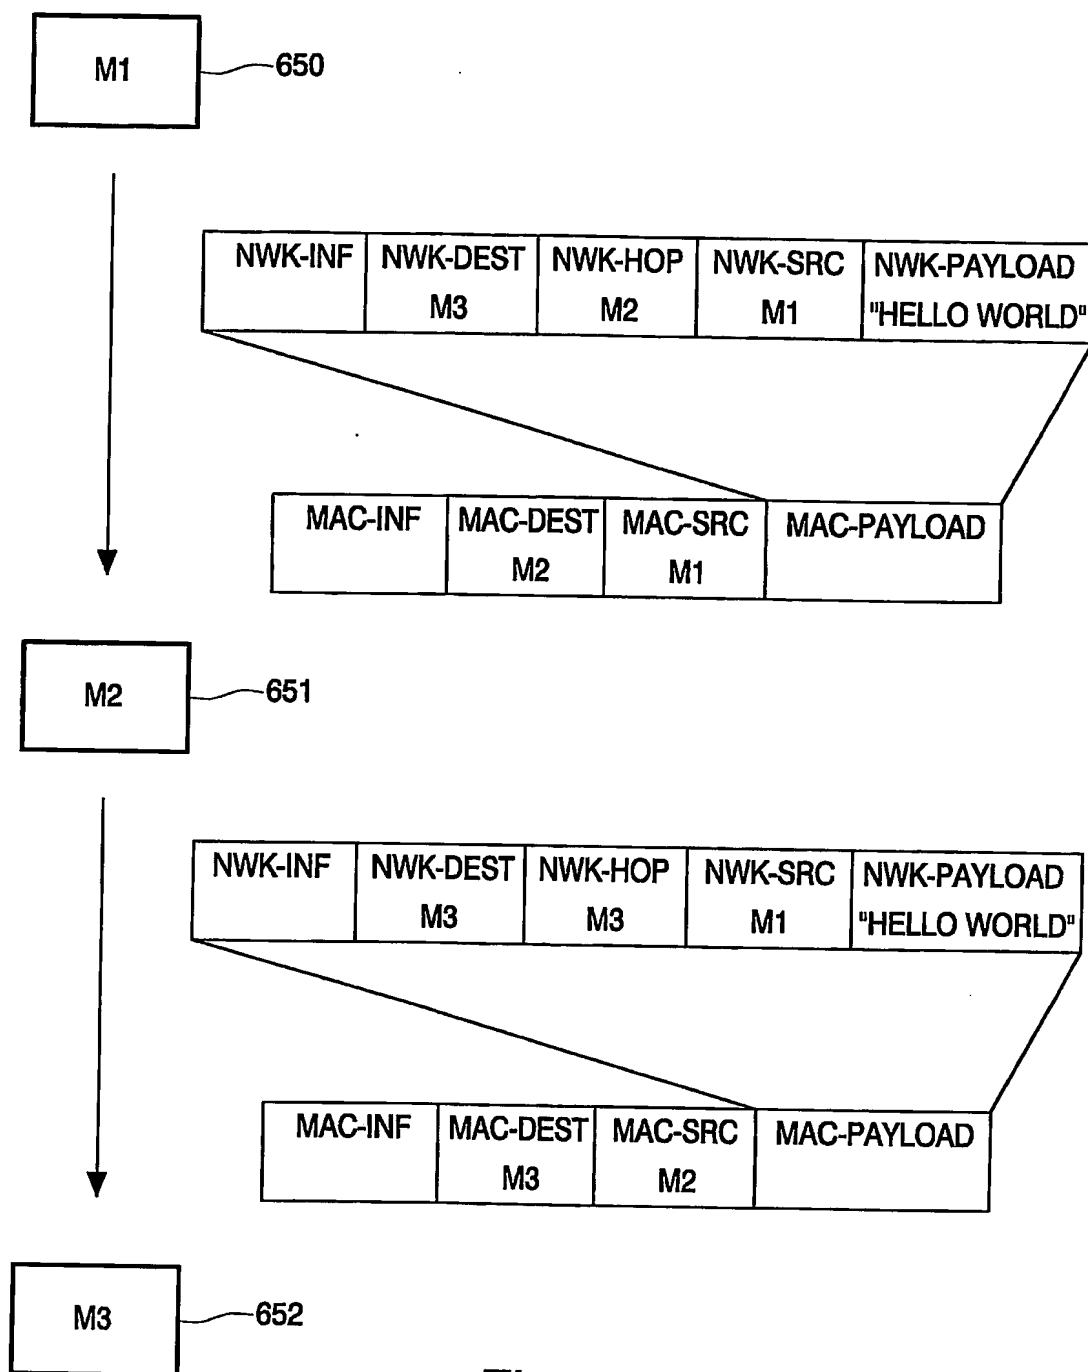 M1
650
NWK-INF NWK-DEST NWK-HOP NWK-SRC NWK-PAYLOAD
M3 M2 M1 "HELLO WORLD"
MAC-INF MAC-DEST MAC-SRC MAC-PAYLOAD
M2 M1
M2
651
NWK-INF NWK-DEST NWK-HOP NWK-SRC NWK-PAYLOAD
M3 M3 M1 "HELLO WORLD"
MAC-INF MAC-DEST MAC-SRC MAC-PAYLOAD
M3 M2
M3
652